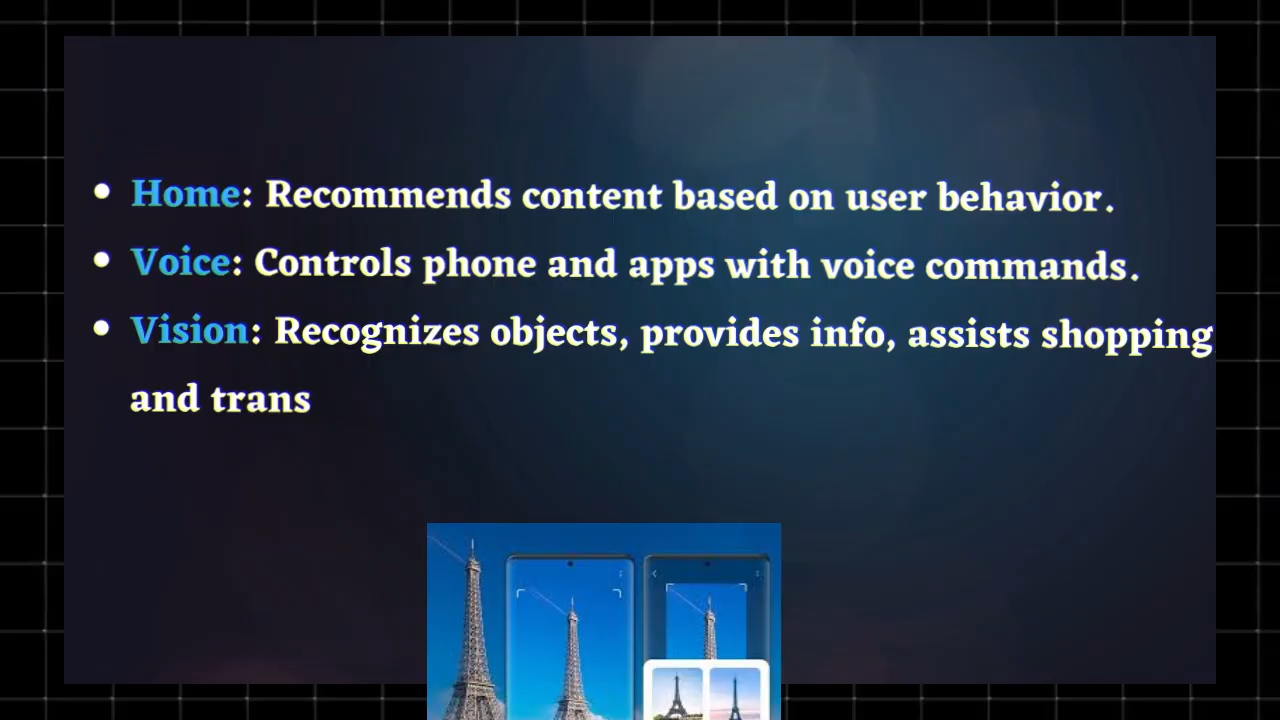 • Home: Recommends content based on user behavior.
• Voice: Controls phone and apps with voice commands.
• Vision: Recognizes objects, provides info, assists shopping
and trans